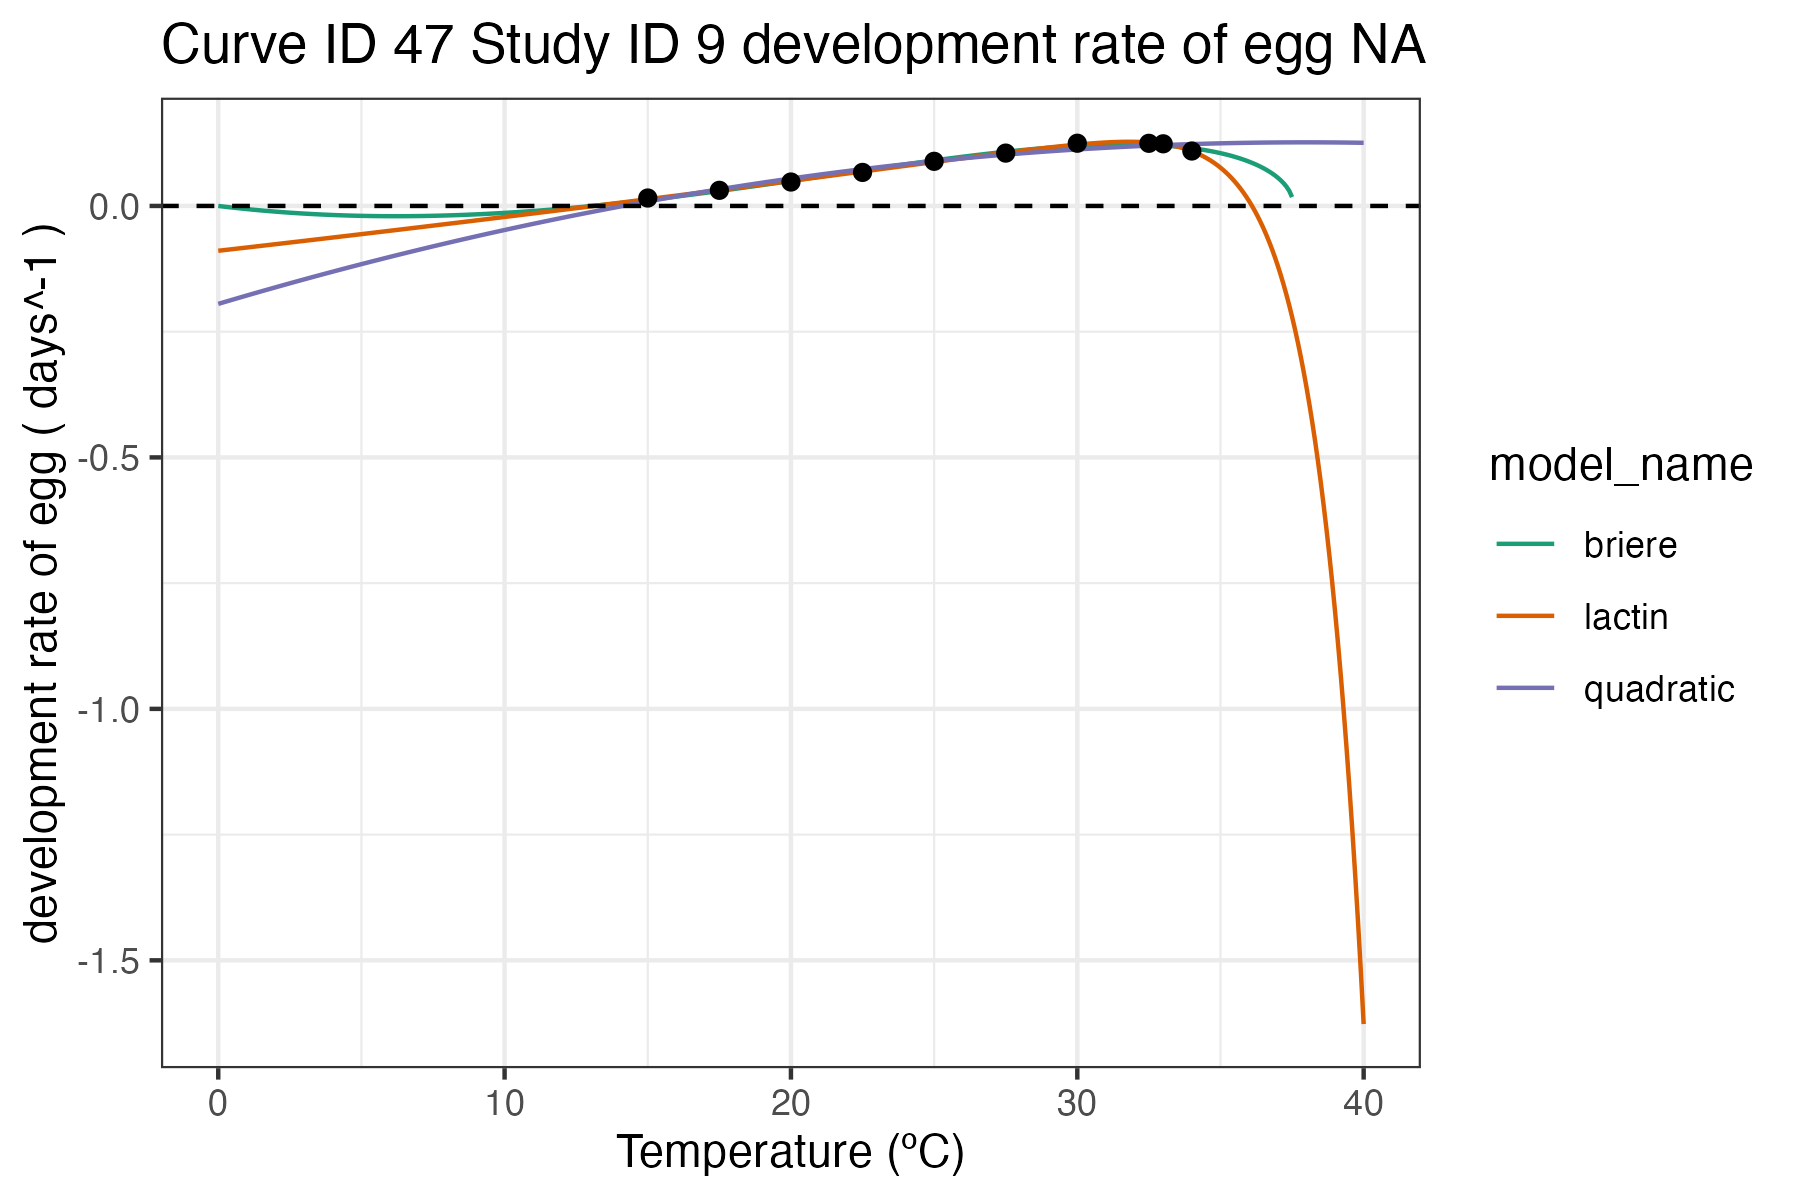 Curve ID 47 Study ID 9 development rate of egg NA
development rate of egg ( days^-1 )
0.0
-0.5
-1.0
-1.5
0
10
20
30
40
Temperature (ºC)
model_name
briere
lactin
quadratic